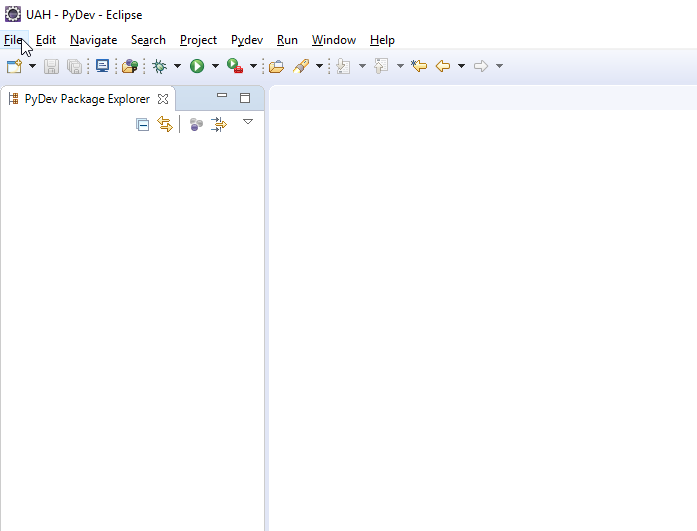 UAH - PyDev - Eclipse
File Edit Navigate Search Project Pydev Run Window Help
PyDev Package Explorer